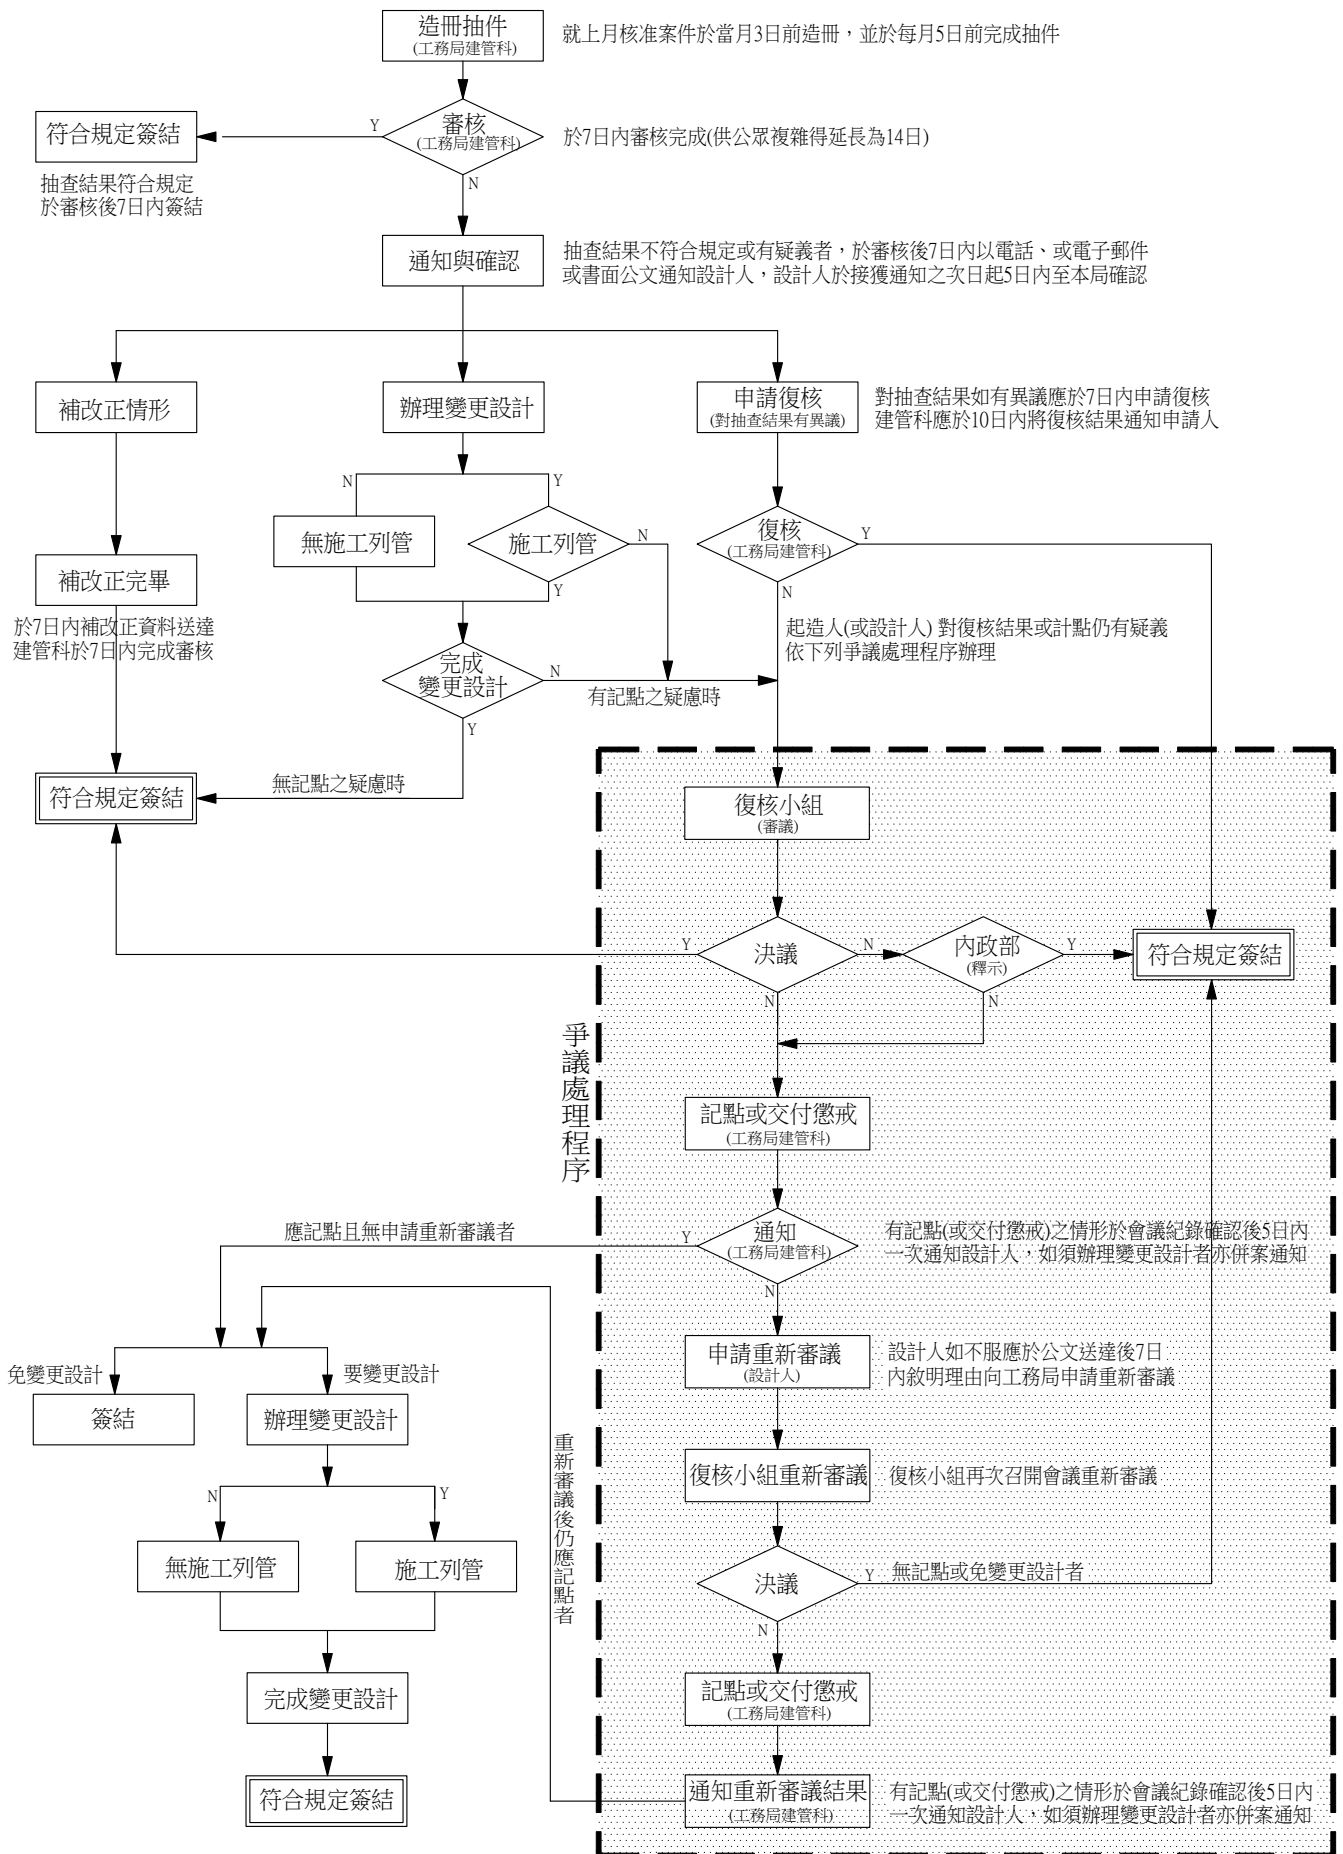 造冊抽件
(工務局建管科)
就上月核准案件於當月3日前造冊，並於每月5日前完成抽件
符合規定簽結
Y
審核
(工務局建管科)
於7日內審核完成(供公眾複雜得延長為14日)
抽查結果符合規定
於審核後7日內簽結
N
通知與確認
抽查結果不符合規定或有疑義者，於審核後7日內以電話、或電子郵件
或書面公文通知設計人，設計人於接獲通知之次日起5日內至本局確認
補改正情形
辦理變更設計
申請復核
(對抽查結果有異議)
對抽查結果如有異議應於7日內申請復核
建管科應於10日內將復核結果通知申請人
N
Y
無施工列管
施工列管
N
復核
(工務局建管科)
Y
補改正完畢
Y
N
於7日內補改正資料送達
建管科於7日內完成審核
起造人(或設計人) 對復核結果或計點仍有疑義
依下列爭議處理程序辦理
完成
變更設計
N
有記點之疑慮時
Y
符合規定簽結
無記點之疑慮時
復核小組
(審議)
Y
決議
N
內政部
(釋示)
Y
符合規定簽結
N
N
爭議處理程序
記點或交付懲戒
(工務局建管科)
應記點且無申請重新審議者
Y
通知
(工務局建管科)
有記點(或交付懲戒)之情形於會議紀錄確認後5日內
一次通知設計人，如須辦理變更設計者亦併案通知
N
申請重新審議
(設計人)
設計人如不服應於公文送達後7日
內敘明理由向工務局申請重新審議
免變更設計
要變更設計
簽結
辦理變更設計
重新審議後仍應記點者
復核小組重新審議
復核小組再次召開會議重新審議
N
Y
無施工列管
施工列管
決議
Y
無記點或免變更設計者
N
完成變更設計
記點或交付懲戒
(工務局建管科)
符合規定簽結
通知重新審議結果
(工務局建管科)
有記點(或交付懲戒)之情形於會議紀錄確認後5日內
一次通知設計人，如須辦理變更設計者亦併案通知